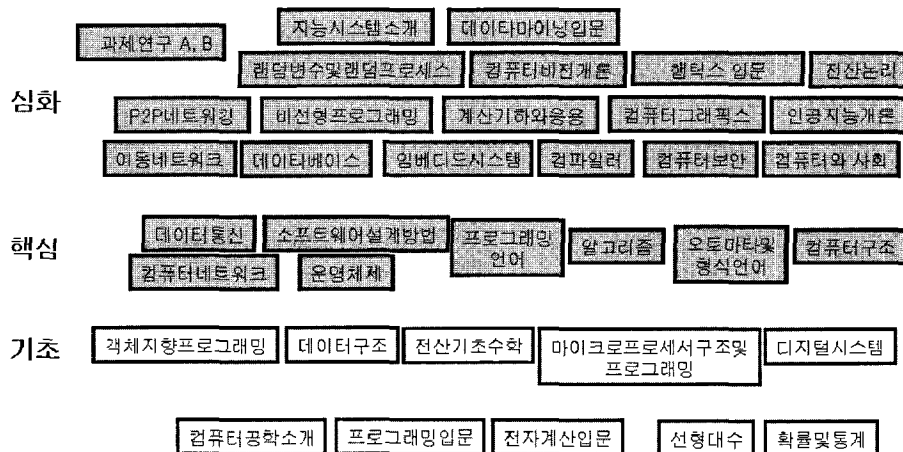 지능시스템소개 데이타마이닝입문
과제연구 A, B
랜덤변수및랜덤프로세스 컴퓨터비전개론 햅틱스 입문 전산논리
심화
P2P네트워킹 비선형프로그래밍 계산기하와응용 컴퓨터그래픽스 인공지능개론
이동네트워크 데이타베이스 임베디드시스템 컴파일러 컴퓨터보안 컴퓨터와 사회
핵심
데이터통신 소프트웨어설계방법 프로그래밍 언어 알고리즘 오토마타및 형식언어 컴퓨터구조
컴퓨터네트워크 운영체제
기초
객체지향프로그래밍 데이터구조 전산기초수학 마이크로프로세서구조및 프로그래밍 디지털시스템
컴퓨터공학소개 프로그래밍입문 전자계산입문 선형대수 확률및통계